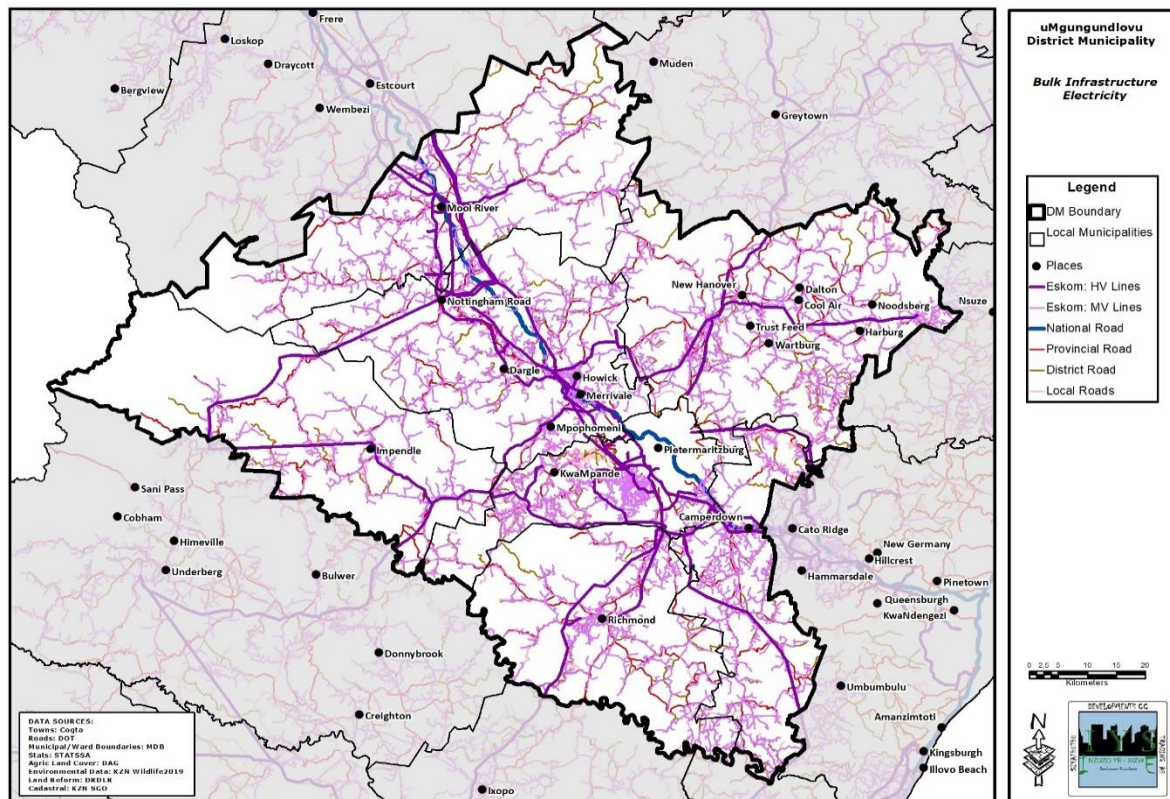 uMgungundlovu
District Municipality
Bulk Infrastructure
Electricity
Legend
DM Boundary
Local Municipalities
Places
Eskom: HV Lines
Eskom: MV Lines
National Road
Provincial Road
District Road
Local Roads
0 2.5 5 10 15 20
Kilometers
N
DEVELOPMENTS CC
NZUZO YB - SIZWE
Frere
Loskop
Draycott
Estcourt
Bergview
Wembezi
Muden
Greytown
Mooi River
Nottingham Road
New Hanover
Dalton
Cool Air
Noodsberg
Nsuze
Trust Feed
Harburg
Wartburg
Dargle
Howick
Merrivale
Mpophomeni
Impendle
Pietermaritzburg
KwaMpande
Sani Pass
Cobham
Camperdown
Cato Ridge
Himeville
New Germany
Hillcrest
Underberg
Bulwer
Hammarsdale
Pinetown
Queensburgh
KwaNdengezi
Richmond
Donnybrook
Umbumbulu
Creighton
Amanzimtoti
Kingsburgh
Illovo Beach
Ixopo
DATA SOURCES:
Towns: Cogta
Roads: DOT
Municipal/Ward Boundaries: MDB
Stats: STATSSA
Agric Land Cover: DAG
Environmental Data: KZN Wildlife2019
Land Reform: DRDLR
Cadastral: KZN SGO